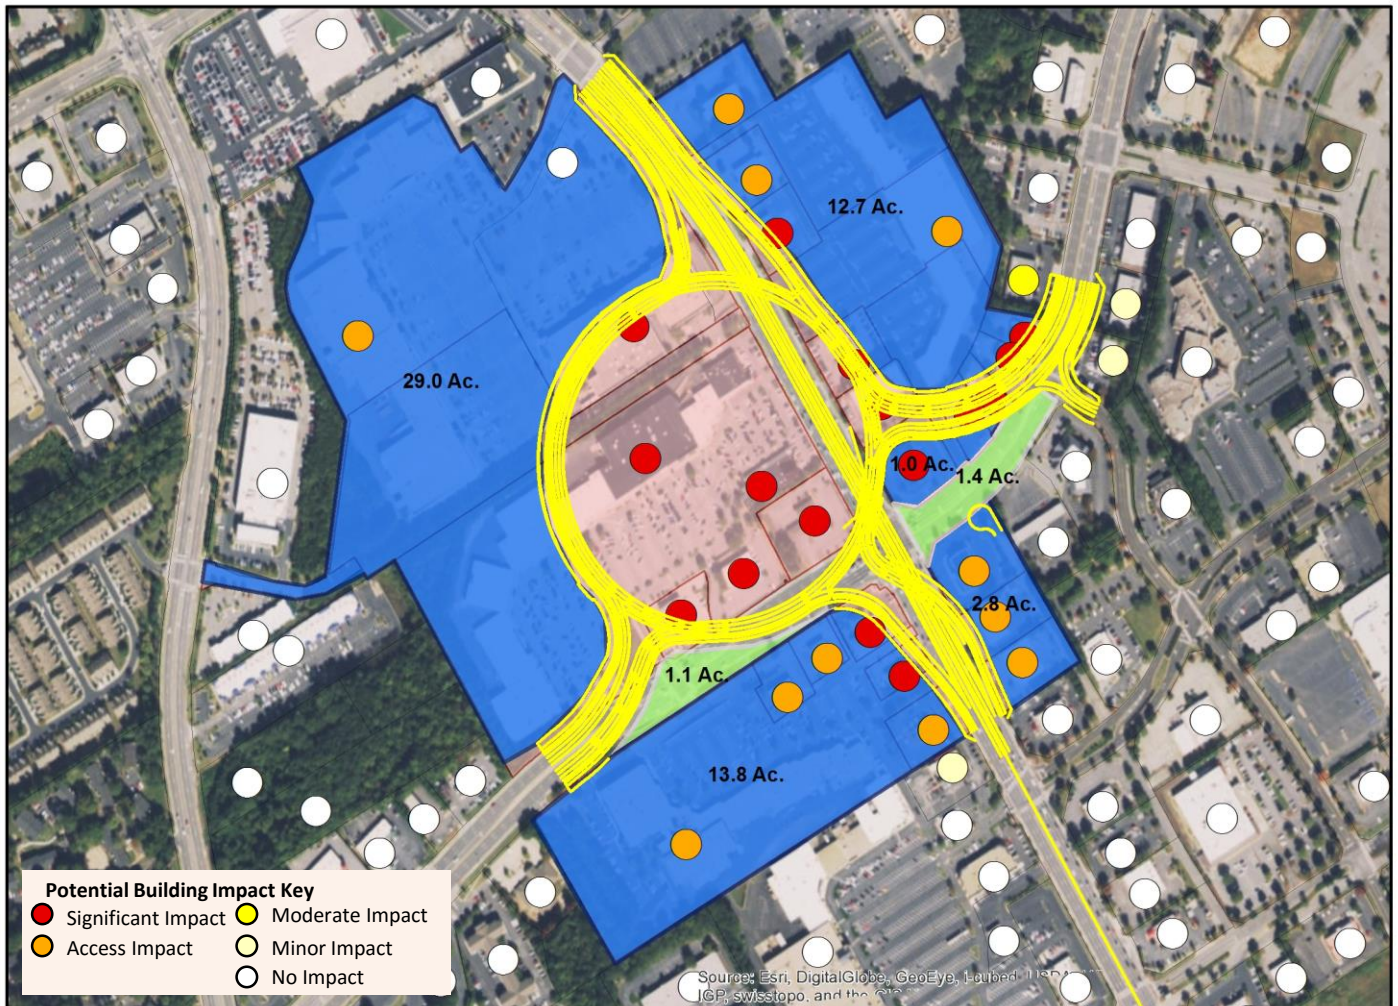 12.7 Ac.
29.0 Ac.
1.0 Ac.
1.4 Ac.
2.8 Ac.
1.1 Ac.
13.8 Ac.
Potential Building Impact Key
Significant Impact
Moderate Impact
Access Impact
Minor Impact
No Impact
Source: Esri, DigitalGlobe, GeoEye, i-cubed,
IGP, swisstopo, and the